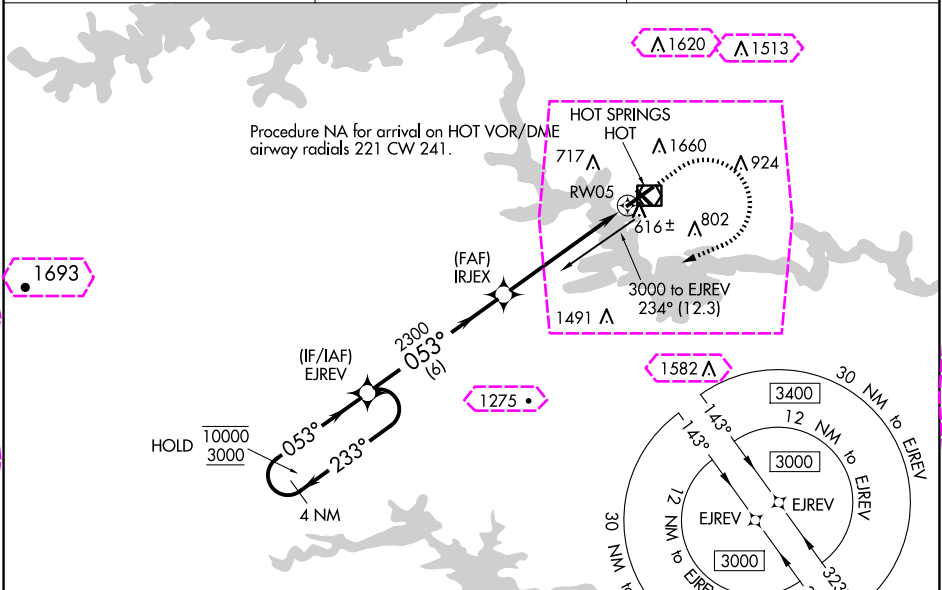 1620
1513
Procedure NA for arrival on HOT VOR/DME
airway radials 221 CW 241.
HOT SPRINGS
HOT
717
1660
924
RW05
616±
802
1693
(FAF)
IRJEX
3000 to EJREV
234° (12.3)
1491
2300
053°
(6)
(IF/IAF)
EJREV
1582
1275
HOLD
10000
3000
053°
233°
4 NM
30 NM to EJREV
3400
143°
12 NM to EJREV
3000
EJREV
323°
143°
EJREV
12 NM to
3000
30 NM to